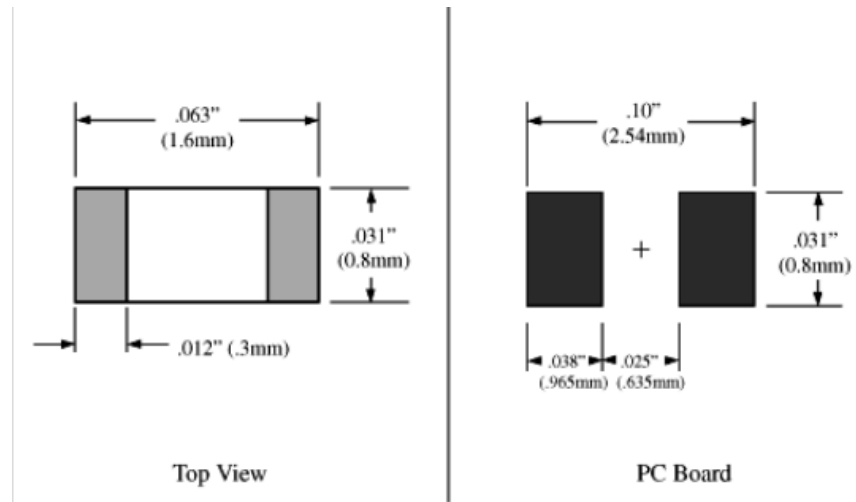 .063”
(1.6mm)
.031”
(0.8mm)
.012” (.3mm)
Top View
.10”
(2.54mm)
+
.031”
(0.8mm)
.038” .025”
(.965mm) (.635mm)
PC Board